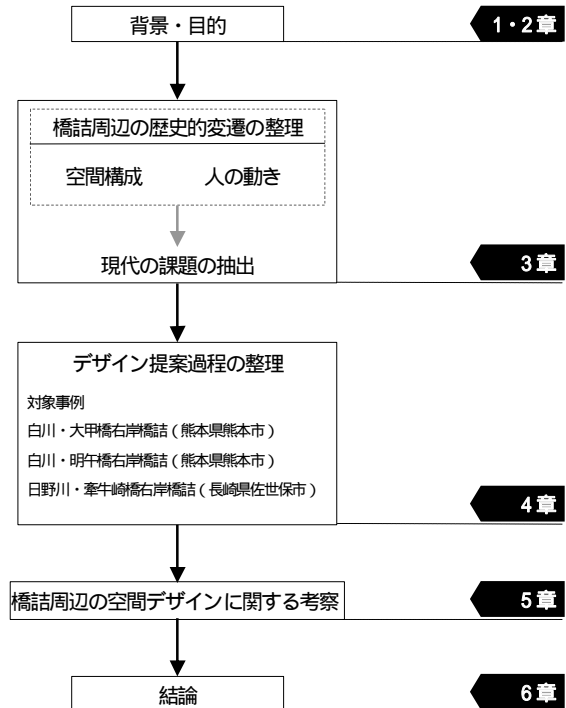 背景・目的
1・2章
橋詰周辺の歴史的変遷の整理
空間構成 人の動き
現代の課題の抽出
3章
デザイン提案過程の整理
対象事例
白川・大甲橋右岸橋詰（熊本県熊本市）
白川・明午橋右岸橋詰（熊本県熊本市）
日野川・牽牛崎橋右岸橋詰（長崎県佐世保市）
4章
橋詰周辺の空間デザインに関する考察
5章
結論
6章